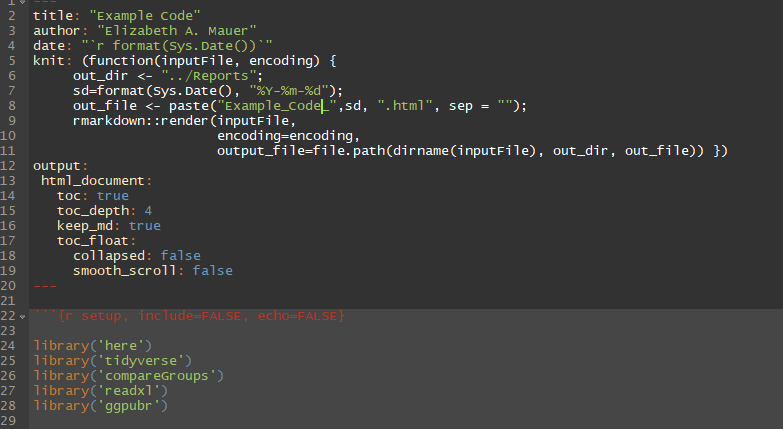 1 ---
2 title: "Example Code"
3 author: "Elizabeth A. Mauer"
4 date: "`r format(Sys.Date())`"
5 knit: (function(inputFile, encoding) {
6      out_dir <- "../Reports";
7      sd=format(Sys.Date(), "%Y-%m-%d");
8      out_file <- paste("Example_Code_",sd, ".html", sep = "");
9      rmarkdown::render(inputFile,
10                       encoding=encoding,
11                       output_file=file.path(dirname(inputFile), out_dir, out_file)) })
12 output:
13  html_document:
14    toc: true
15    toc_depth: 4
16    keep_md: true
17    toc_float:
18      collapsed: false
19      smooth_scroll: false
20 ---
21
22 ```{r setup, include=FALSE, echo=FALSE}
23
24 library('here')
25 library('tidyverse')
26 library('compareGroups')
27 library('readxl')
28 library('ggpubr')
29